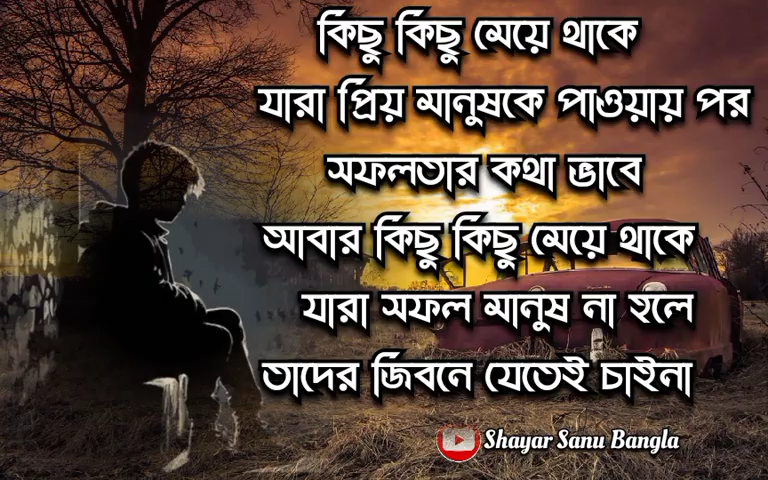 কিছু কিছু মেয়ে থাকে
যারা প্রিয় মানুষকে পাওয়ায় পর
সফলতার কথা ভাবে
আবার কিছু কিছু মেয়ে থাকে
যারা সফল মানুষ না হলে
তাদের জিবনে যেতেই চাইনা
Shayar Sanu Bangla